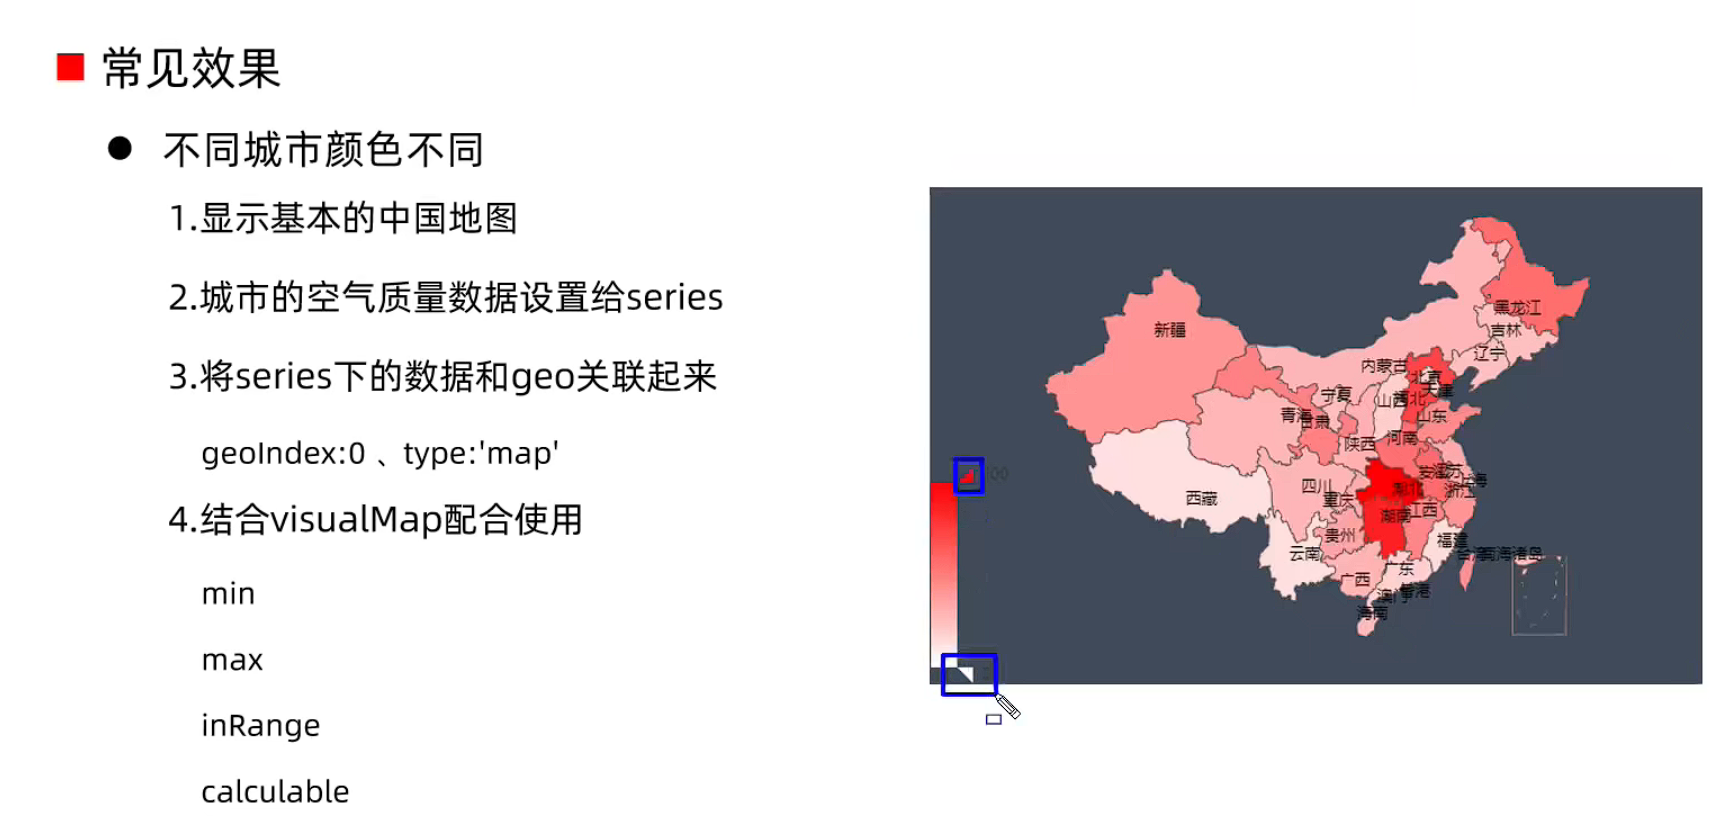 常见效果
不同城市颜色不同
1.显示基本的中国地图
2.城市的空气质量数据设置给series
3.将series下的数据和geo关联起来
geoIndex:0 、type:'map'
4.结合visualMap配合使用
min
max
inRange
calculable
黑龙江
吉林
新疆
辽宁
内蒙古
北京
天津
宁夏
山西
河北
青海
甘肃
山东
陕西
河南
江苏
上海
四川
重庆
湖北
浙江
西藏
湖南
江西
贵州
福建
云南
台湾
南海诸岛
广东
广西
香港
澳门
海南